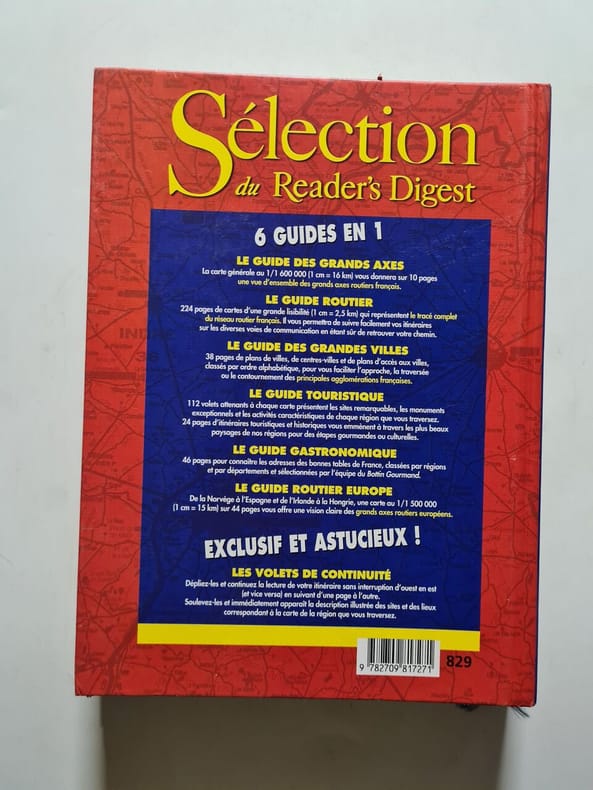 Sélection
du Reader's Digest
6 GUIDES EN 1
LE GUIDE DES GRANDS AXES
La carte générale au 1/1 600 000 (1 cm = 16 km) vous donnera sur 10 pages
une vue d'ensemble des grands axes routiers français.
LE GUIDE ROUTIER
224 pages de cartes d'une grande lisibilité (1 cm = 2,5 km) qui représentent le tracé complet
du réseau routier français. Il vous permettra de suivre facilement vos itinéraires
sur les diverses voies de communication en étant sûr de retrouver votre chemin.
LE GUIDE DES GRANDES VILLES
38 pages de plans de villes, de centres-villes et de plans d'accès aux villes,
classés par ordre alphabétique, pour vous faciliter l'approche, la traversée
ou le contournement des principales agglomérations françaises.
LE GUIDE TOURISTIQUE
112 volets attenants à chaque carte présentent les sites remarquables, les monuments
exceptionnels et les activités caractéristiques de chaque région que vous traversez.
24 pages d'itinéraires touristiques et historiques vous emmènent à travers les plus beaux
paysages de nos régions pour des étapes gourmandes ou culturelles.
LE GUIDE GASTRONOMIQUE
46 pages pour connaître les adresses des bonnes tables de France, classées par régions
et par départements et sélectionnées par l'équipe du Bottin Gourmand.
LE GUIDE ROUTIER EUROPE
De la Norvège à l'Espagne et de l'Irlande à la Hongrie, une carte au 1/1 500 000
(1 cm = 15 km) sur 44 pages vous offre une vision claire des grands axes routiers européens.
EXCLUSIF ET ASTUCIEUX !
LES VOLETS DE CONTINUITÉ
Dépliez-les et continuez la lecture de votre itinéraire sans interruption d'ouest en est
(et vice versa) en suivant d'une page à l'autre.
Soulevez-les et immédiatement apparaît la description illustrée des sites et des lieux
correspondant à la carte de la région que vous traversez.
9 782709 817271
829